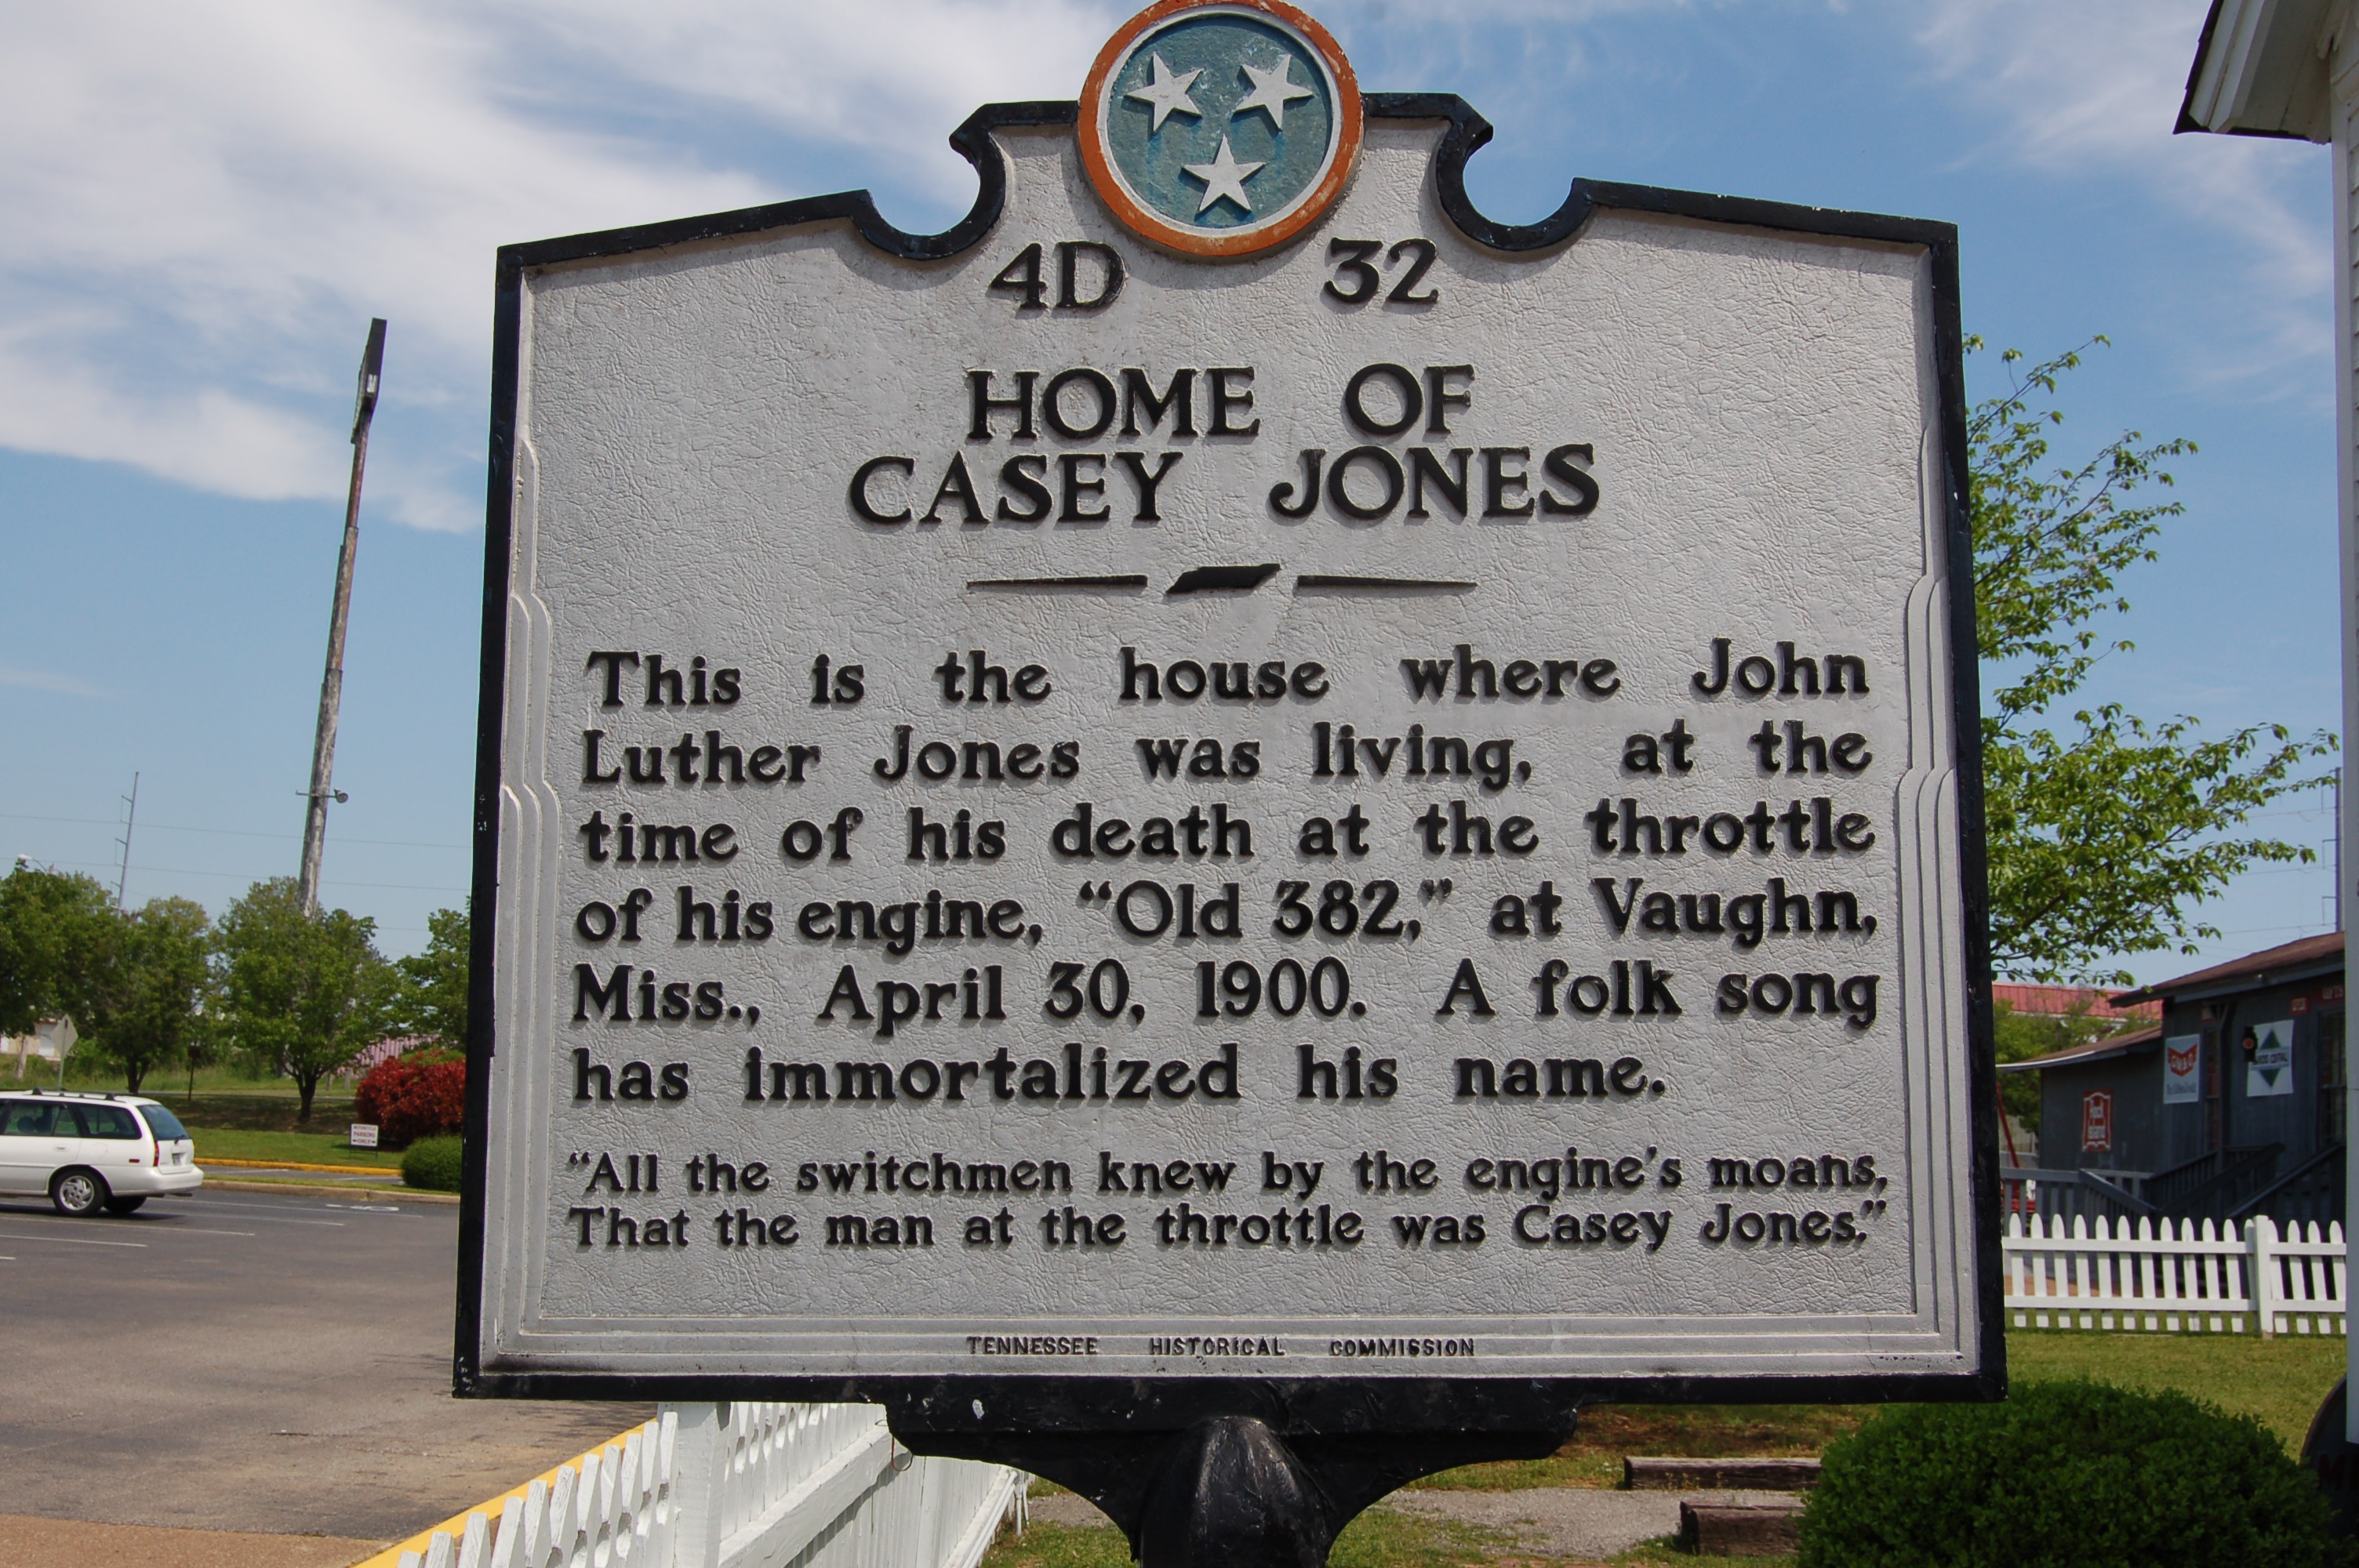 4D 32
HOME OF
CASEY JONES
This is the house where John
Luther Jones was living, at the
time of his death at the throttle
of his engine, “Old 382,” at Vaughn,
Miss., April 30, 1900. A folk song
has immortalized his name.
“All the switchmen knew by the engine's moans,
That the man at the throttle was Casey Jones.”
TENNESSEE HISTORICAL COMMISSION
PARKING
ONLY